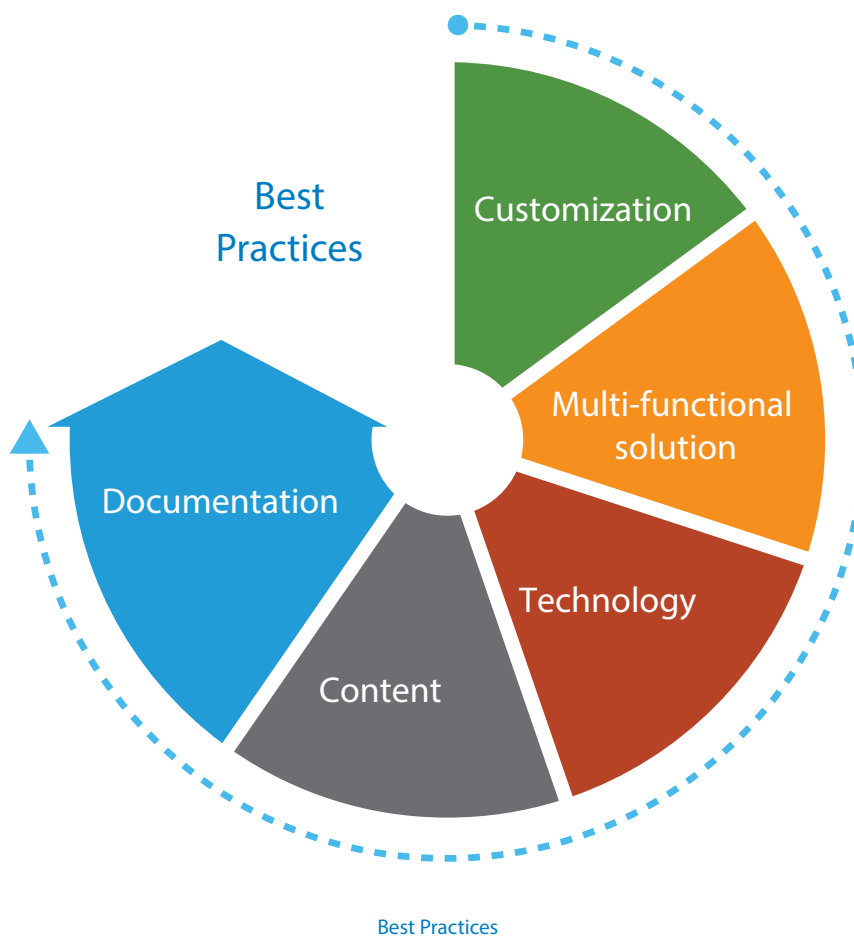 Best
Practices
Customization
Multi-functional
solution
Technology
Content
Documentation
Best Practices